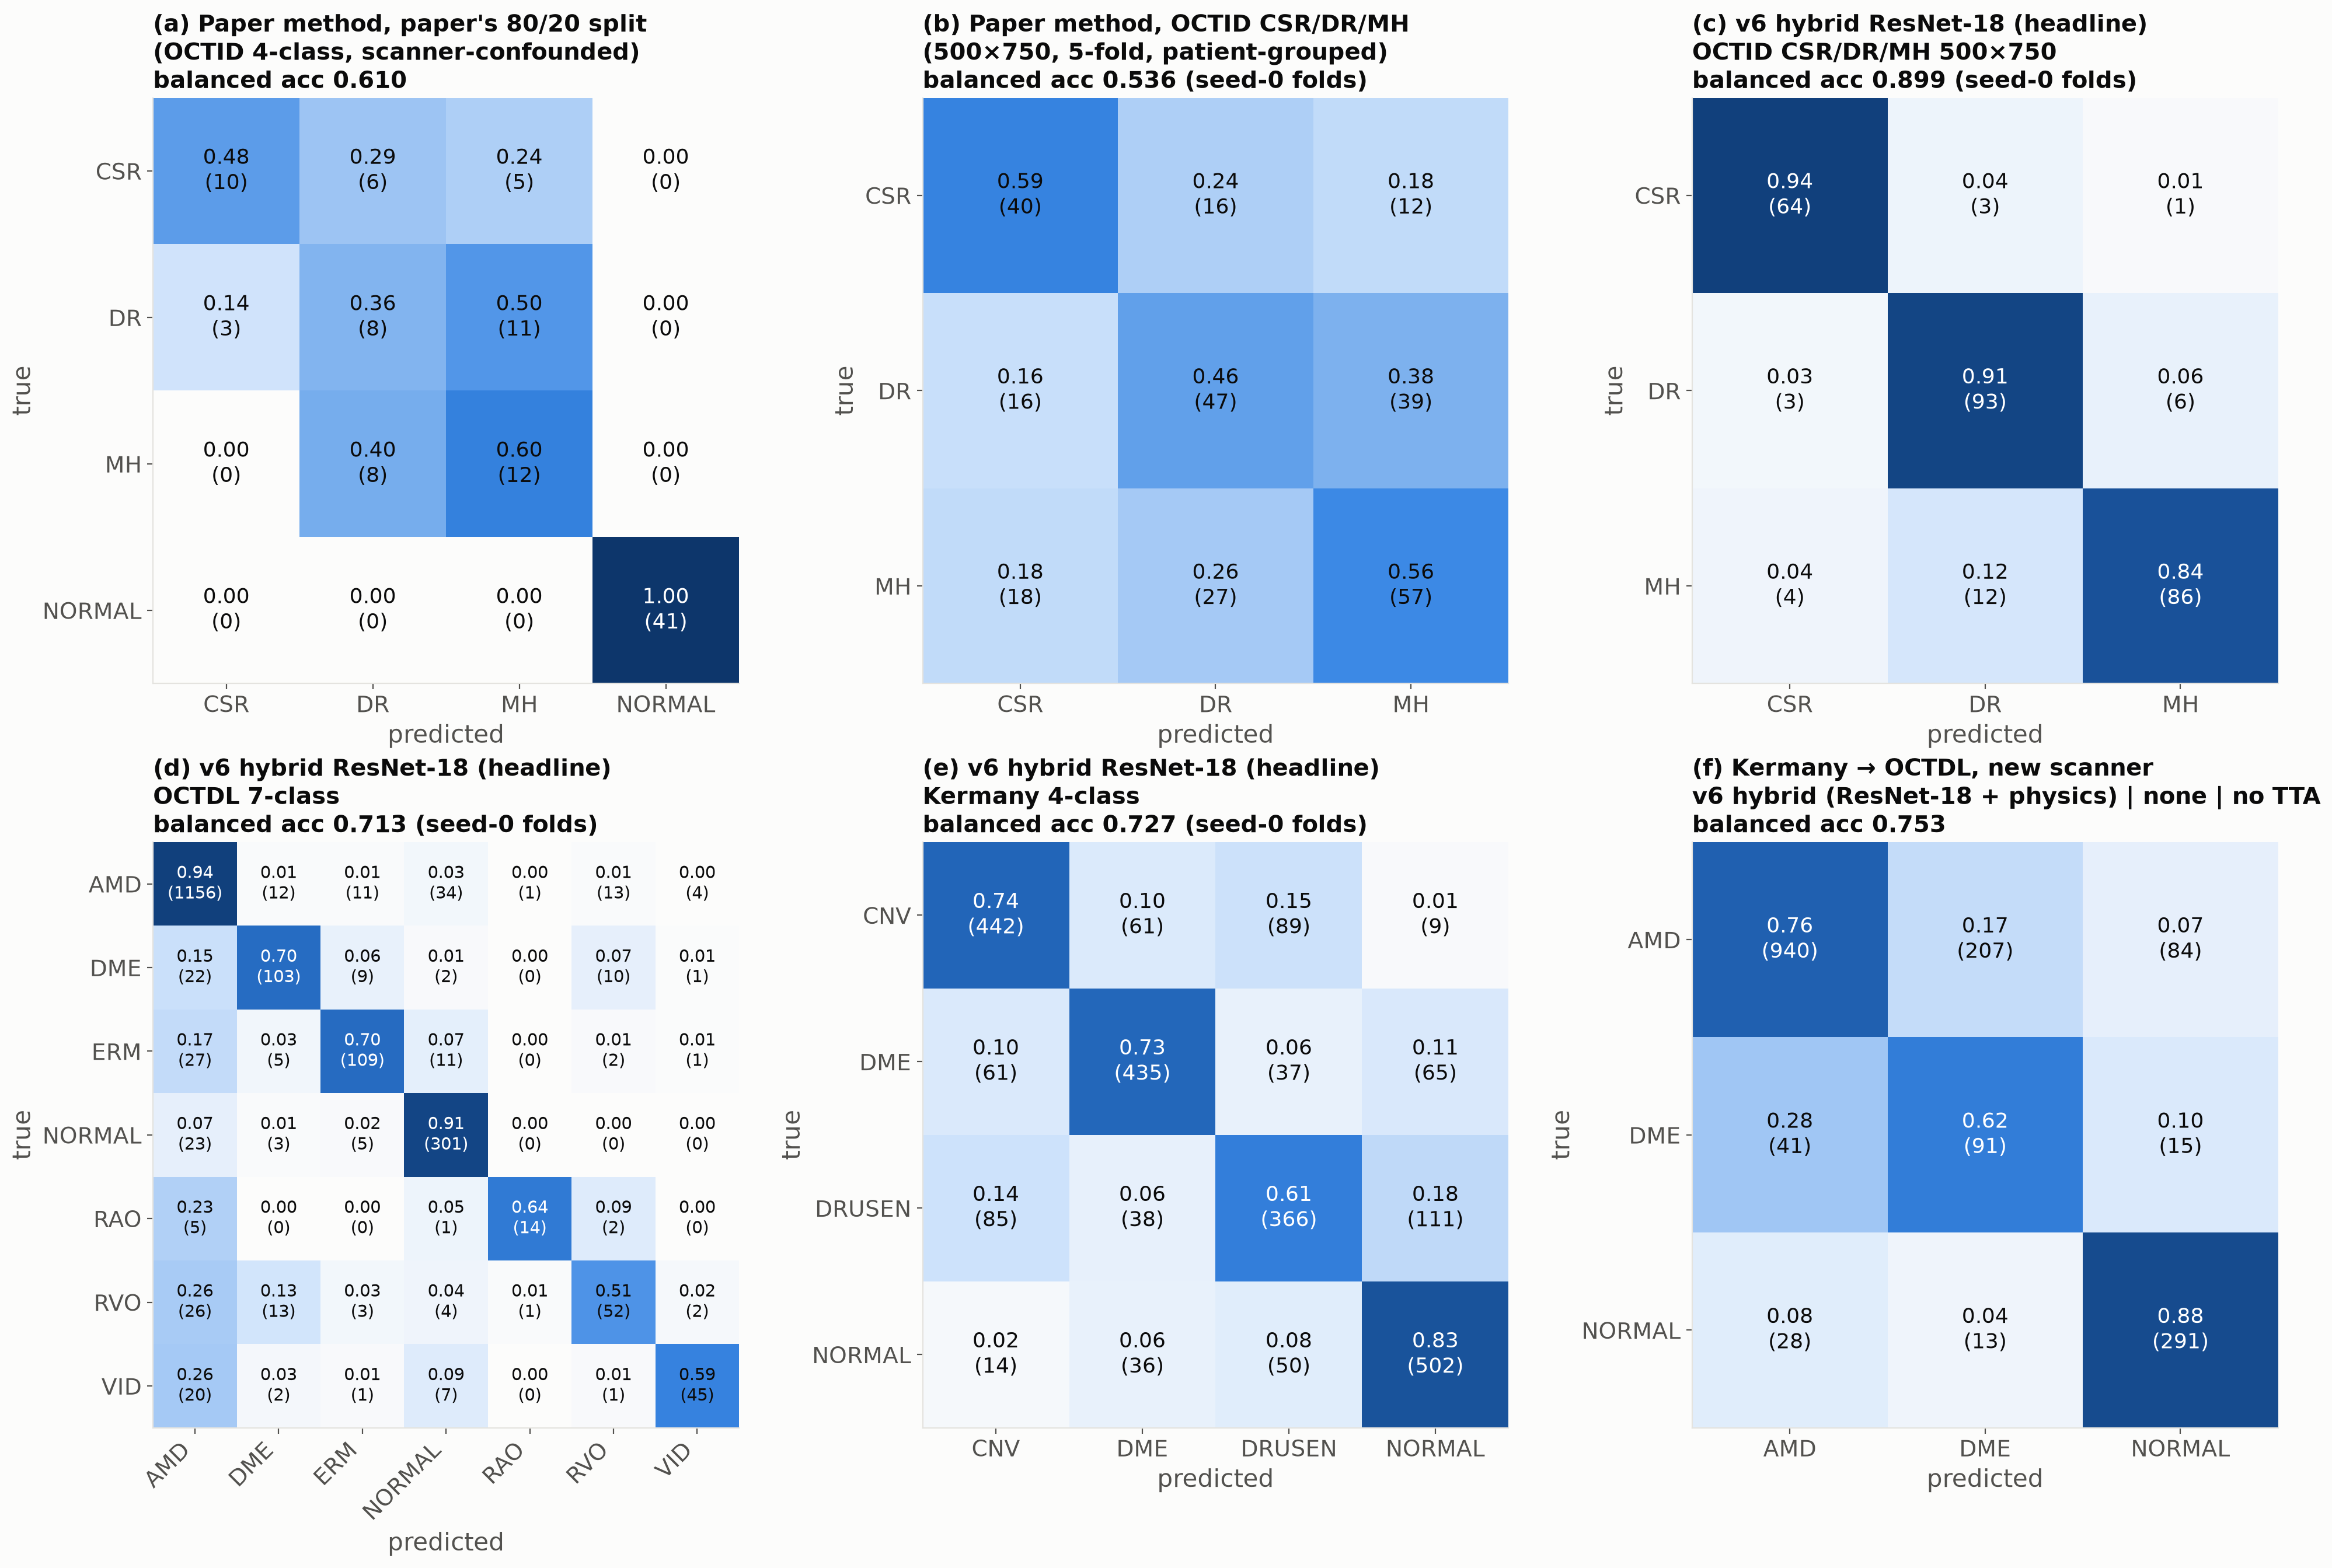 (a) Paper method, paper's 80/20 split
(OCTID 4-class, scanner-confounded)
balanced acc 0.610
true
CSR
0.48 0.29 0.24 0.00
(10) (6) (5) (0)
DR
0.14 0.36 0.50 0.00
(3) (8) (11) (0)
MH
0.00 0.40 0.60 0.00
(0) (8) (12) (0)
NORMAL
0.00 0.00 0.00 1.00
(0) (0) (0) (41)
CSR DR MH NORMAL
predicted
(b) Paper method, OCTID CSR/DR/MH
(500×750, 5-fold, patient-grouped)
balanced acc 0.536 (seed-0 folds)
true
CSR
0.59 0.24 0.18
(40) (16) (12)
DR
0.16 0.46 0.38
(16) (47) (39)
MH
0.18 0.26 0.56
(18) (27) (57)
CSR DR MH
predicted
(c) v6 hybrid ResNet-18 (headline)
OCTID CSR/DR/MH 500×750
balanced acc 0.899 (seed-0 folds)
true
CSR
0.94 0.04 0.01
(64) (3) (1)
DR
0.03 0.91 0.06
(3) (93) (6)
MH
0.04 0.12 0.84
(4) (12) (86)
CSR DR MH
predicted
(d) v6 hybrid ResNet-18 (headline)
OCTDL 7-class
balanced acc 0.713 (seed-0 folds)
true
AMD
0.94 0.01 0.01 0.03 0.00 0.01 0.00
(1156) (12) (11) (34) (1) (13) (4)
DME
0.15 0.70 0.06 0.01 0.00 0.07 0.01
(22) (103) (9) (2) (0) (10) (1)
ERM
0.17 0.03 0.70 0.07 0.00 0.01 0.01
(27) (5) (109) (11) (0) (2) (1)
NORMAL
0.07 0.01 0.02 0.91 0.00 0.00 0.00
(23) (3) (5) (301) (0) (0) (0)
RAO
0.23 0.00 0.00 0.05 0.64 0.09 0.00
(5) (0) (0) (1) (14) (2) (0)
RVO
0.26 0.13 0.03 0.04 0.01 0.51 0.02
(26) (13) (3) (4) (1) (52) (2)
VID
0.26 0.03 0.01 0.09 0.00 0.01 0.59
(20) (2) (1) (7) (0) (1) (45)
AMD DME ERM NORMAL RAO RVO VID
predicted
(e) v6 hybrid ResNet-18 (headline)
Kermany 4-class
balanced acc 0.727 (seed-0 folds)
true
CNV
0.74 0.10 0.15 0.01
(442) (61) (89) (9)
DME
0.10 0.73 0.06 0.11
(61) (435) (37) (65)
DRUSEN
0.14 0.06 0.61 0.18
(85) (38) (366) (111)
NORMAL
0.02 0.06 0.08 0.83
(14) (36) (50) (502)
CNV DME DRUSEN NORMAL
predicted
(f) Kermany → OCTDL, new scanner
v6 hybrid (ResNet-18 + physics) | none | no TTA
balanced acc 0.753
true
AMD
0.76 0.17 0.07
(940) (207) (84)
DME
0.28 0.62 0.10
(41) (91) (15)
NORMAL
0.08 0.04 0.88
(28) (13) (291)
AMD DME NORMAL
predicted